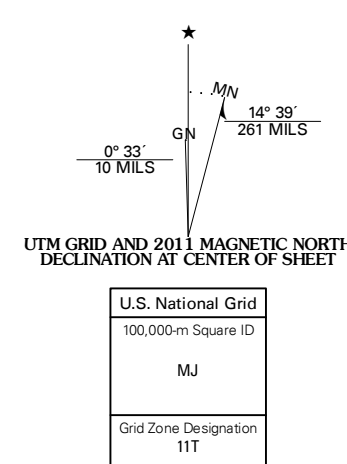 ★
MN
GN
14° 39´
261 MILS
0° 33´
10 MILS
UTM GRID AND 2011 MAGNETIC NORTH
DECLINATION AT CENTER OF SHEET
U.S. National Grid
100,000-m Square ID
MJ
Grid Zone Designation
11T